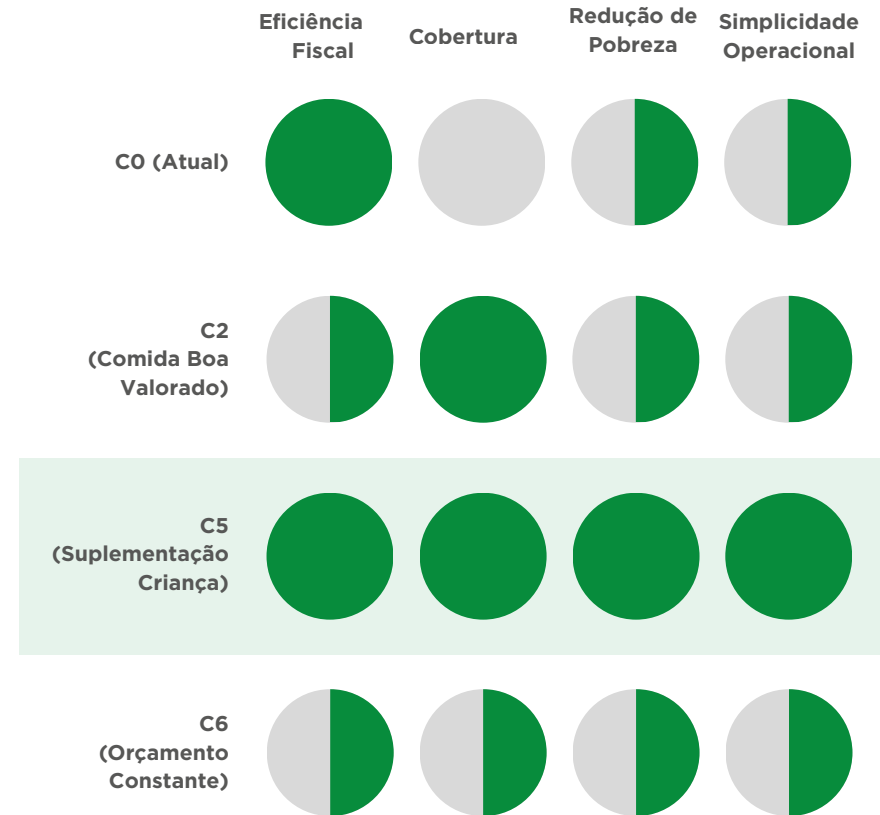 Eficiência
Fiscal
Cobertura
Redução de
Pobreza
Simplicidade
Operacional
C0 (Atual)
C2
(Comida Boa
Valorado)
C5
(Suplementação
Criança)
C6
(Orçamento
Constante)